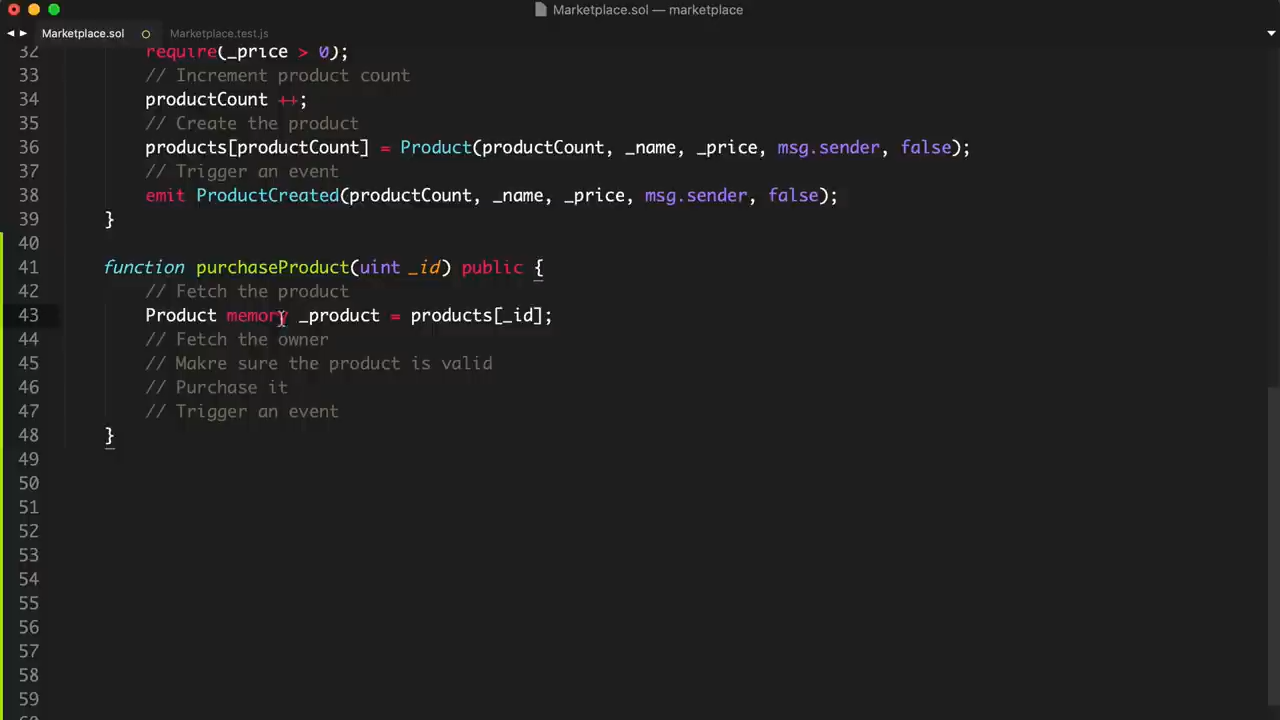 Marketplace.sol — marketplace
Marketplace.sol Marketplace.test.js
32 require(_price > 0);
33 // Increment product count
34 productCount ++;
35 // Create the product
36 products[productCount] = Product(productCount, _name, _price, msg.sender, false);
37 // Trigger an event
38 emit ProductCreated(productCount, _name, _price, msg.sender, false);
39 }
40
41 function purchaseProduct(uint _id) public {
42 // Fetch the product
43 Product memory _product = products[_id];
44 // Fetch the owner
45 // Makre sure the product is valid
46 // Purchase it
47 // Trigger an event
48 }
49
50
51
52
53
54
55
56
57
58
59